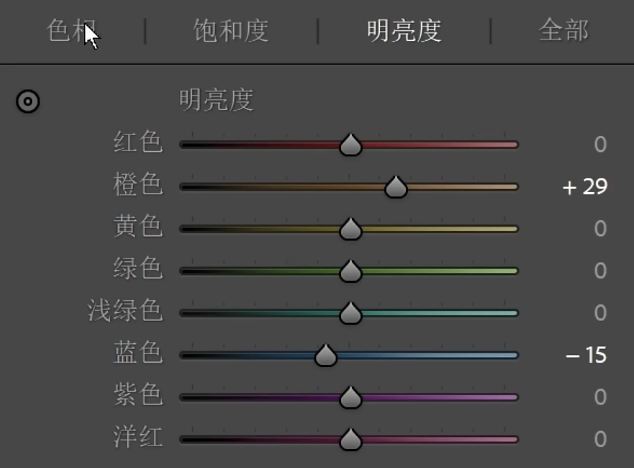 色相 饱和度 明亮度 全部
明亮度
红色 0
橙色 + 29
黄色 0
绿色 0
浅绿色 0
蓝色 – 15
紫色 0
洋红 0